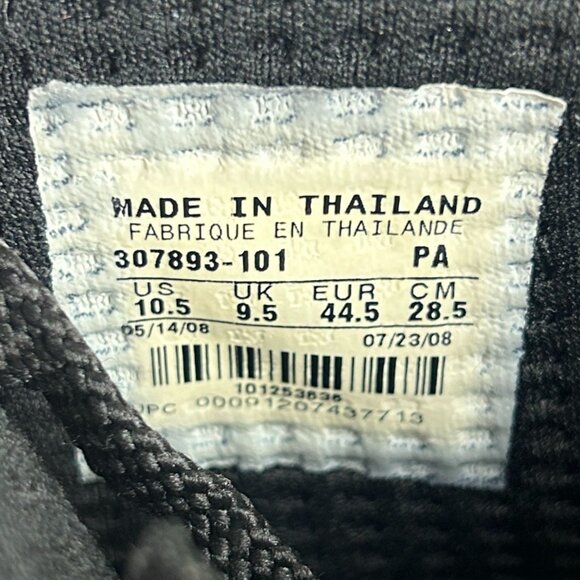 MADE IN THAILAND
FABRIQUE EN THAILANDE
307893-101 PA
US UK EUR CM
10.5 9.5 44.5 28.5
05/14/08 07/23/08
101253636
UPC 00091207437713